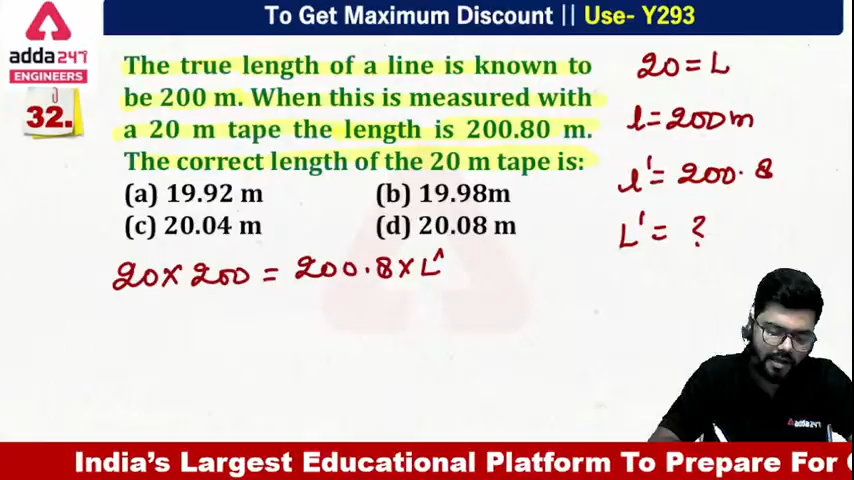 To Get Maximum Discount || Use- Y293
adda247
ENGINEERS
32.
The true length of a line is known to
be 200 m. When this is measured with
a 20 m tape the length is 200.80 m.
The correct length of the 20 m tape is:
(a) 19.92 m (b) 19.98m
(c) 20.04 m (d) 20.08 m
20 = L
l = 200m
l' = 200.8
L' = ?
20 × 200 = 200.8 × L'
adda247
India's Largest Educational Platform To Prepare For